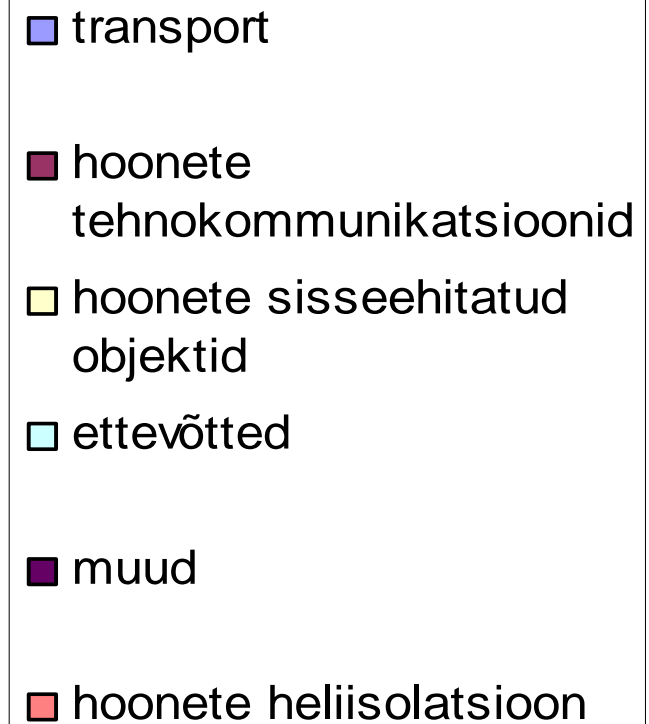 transport
hoonete
tehnokommunikatsioonid
hoonete sisseehitatud
objektid
ettevõtted
muud
hoonete heliisolatsioon